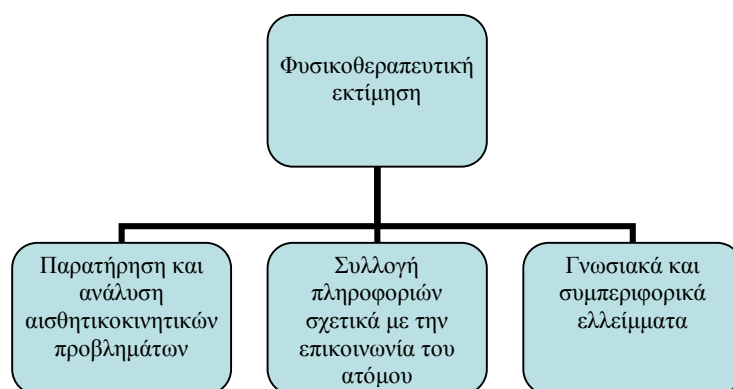 Φυσικοθεραπευτική
εκτίμηση
Παρατήρηση και
ανάλυση
αισθητικοκινητικών
προβλημάτων
Συλλογή
πληροφοριών
σχετικά με την
επικοινωνία του
ατόμου
Γνωσιακά και
συμπεριφορικά
ελλείμματα